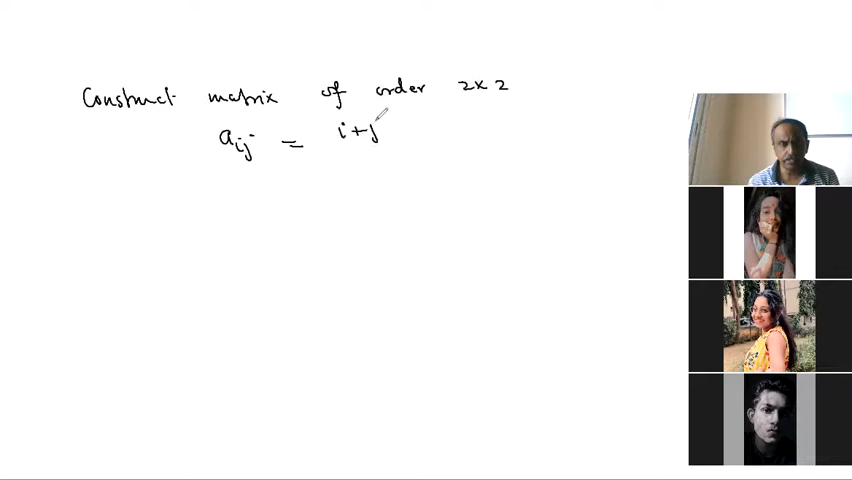 Construct matrix of order 2x2
aij = i+j